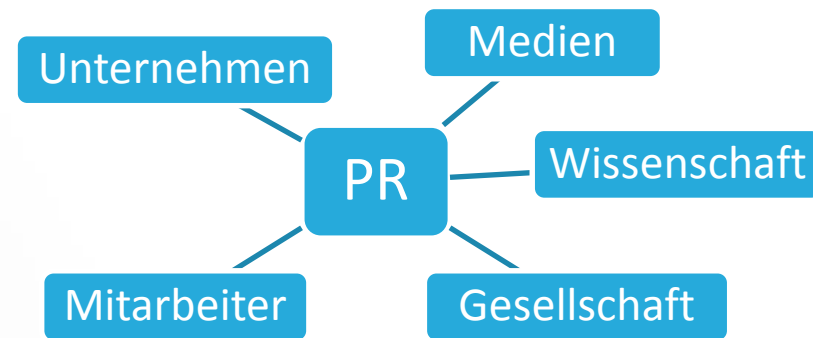 Medien
Unternehmen
PR
Wissenschaft
Mitarbeiter
Gesellschaft